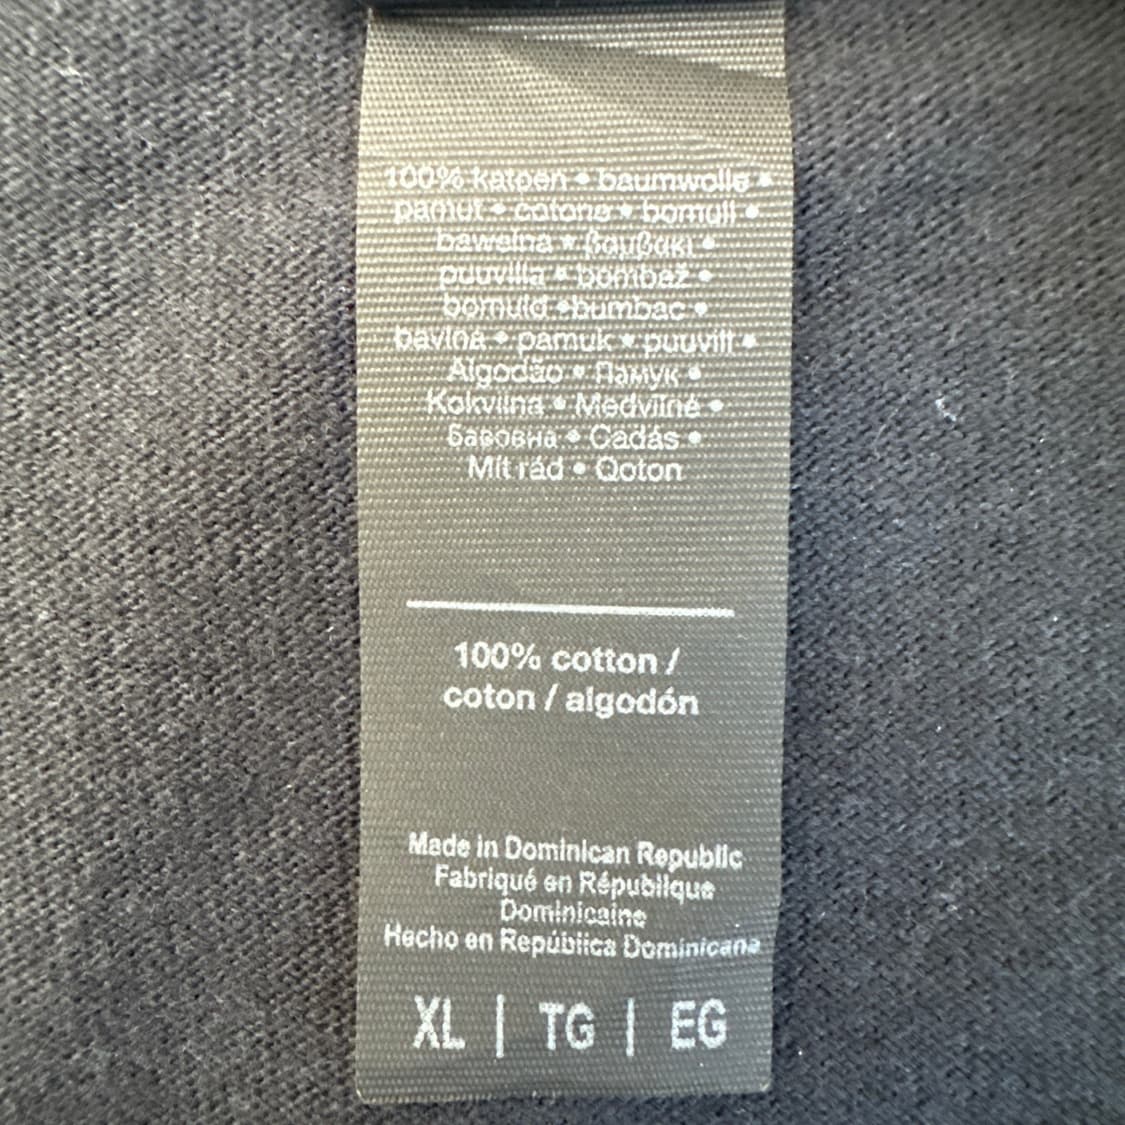 100% katoen • baumwolle •
pamut • cotone • bomull •
bawełna • βαμβακι •
puuvilla • bombaž •
bomuld •bumbac •
bavlna • pamuk • puuvill •
Algodão • Памук •
Kokvilna • Medvilnė •
бавовна • Cadás •
Mit rád • Qoton
100% cotton /
coton / algodón
Made in Dominican Republic
Fabriqué en République
Dominicaine
Hecho en República Dominicana
XL | TG | EG